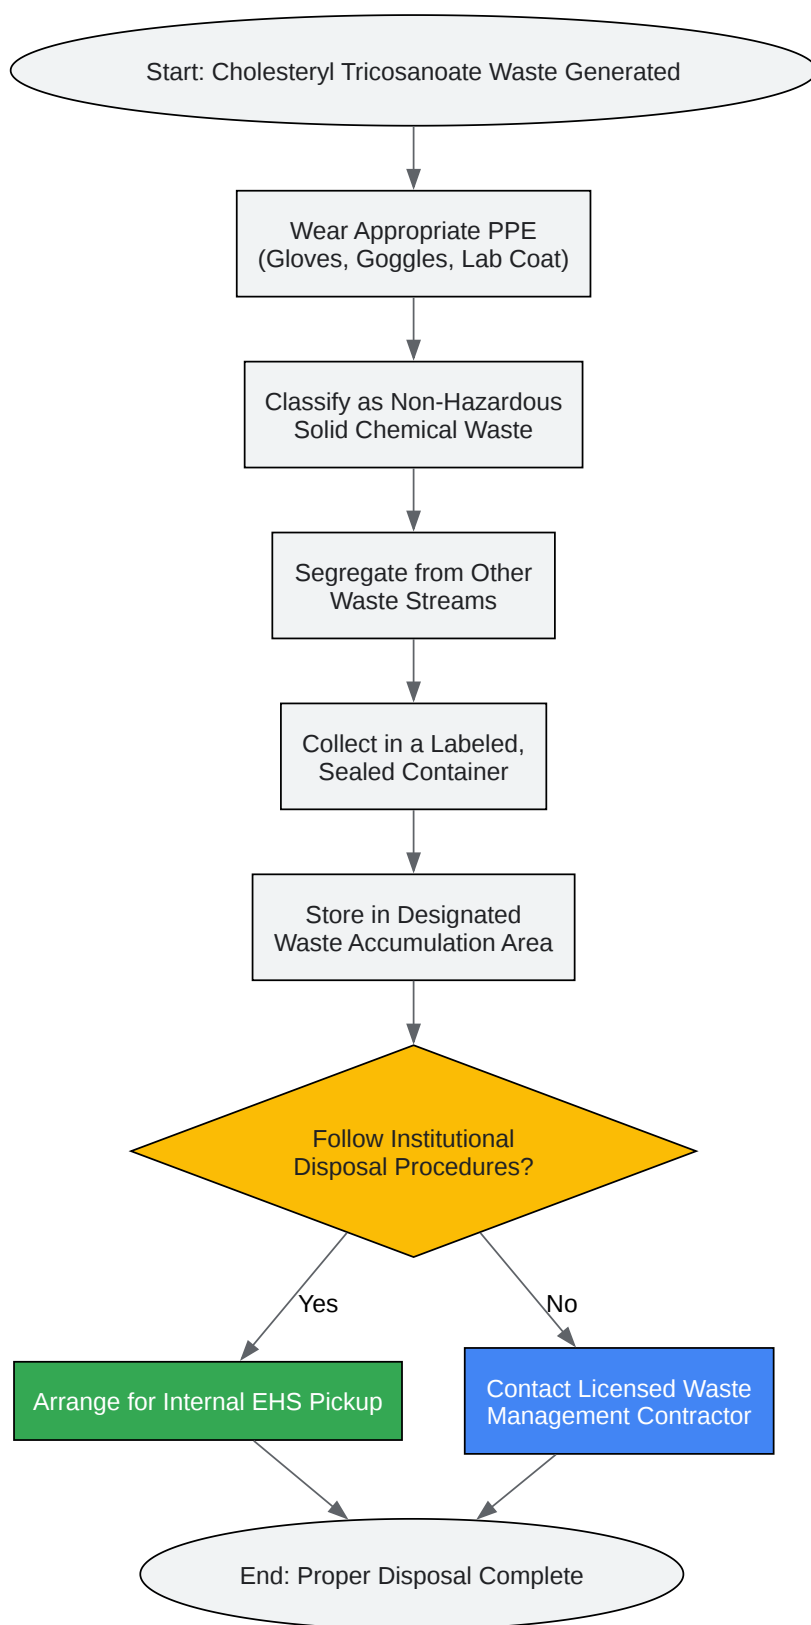 Start: Cholesteryl Tricosanoate Waste Generated
Wear Appropriate PPE
(Gloves, Goggles, Lab Coat)
Classify as Non-Hazardous
Solid Chemical Waste
Segregate from Other
Waste Streams
Collect in a Labeled,
Sealed Container
Store in Designated
Waste Accumulation Area
Follow Institutional
Disposal Procedures?
Yes
No
Arrange for Internal EHS Pickup
Contact Licensed Waste
Management Contractor
End: Proper Disposal Complete